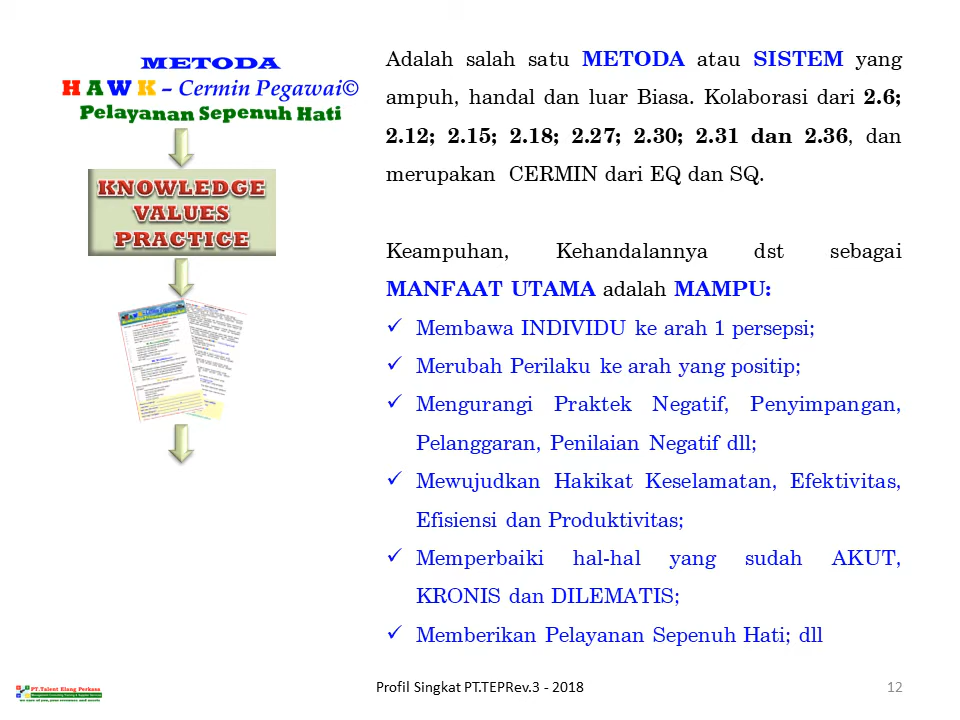 METODA
H A W K – Cermin Pegawai©
Pelayanan Sepenuh Hati
KNOWLEDGE
VALUES
PRACTICE
Adalah salah satu METODA atau SISTEM yang
ampuh, handal dan luar Biasa. Kolaborasi dari 2.6;
2.12; 2.15; 2.18; 2.27; 2.30; 2.31 dan 2.36, dan
merupakan CERMIN dari EQ dan SQ.
Keampuhan, Kehandalannya dst sebagai
MANFAAT UTAMA adalah MAMPU:
✓ Membawa INDIVIDU ke arah 1 persepsi;
✓ Merubah Perilaku ke arah yang positip;
✓ Mengurangi Praktek Negatif, Penyimpangan,
Pelanggaran, Penilaian Negatif dll;
✓ Mewujudkan Hakikat Keselamatan, Efektivitas,
Efisiensi dan Produktivitas;
✓ Memperbaiki hal-hal yang sudah AKUT,
KRONIS dan DILEMATIS;
✓ Memberikan Pelayanan Sepenuh Hati; dll
PT.Talent Elang Perkasa
Profil Singkat PT.TEPRev.3 - 2018
12